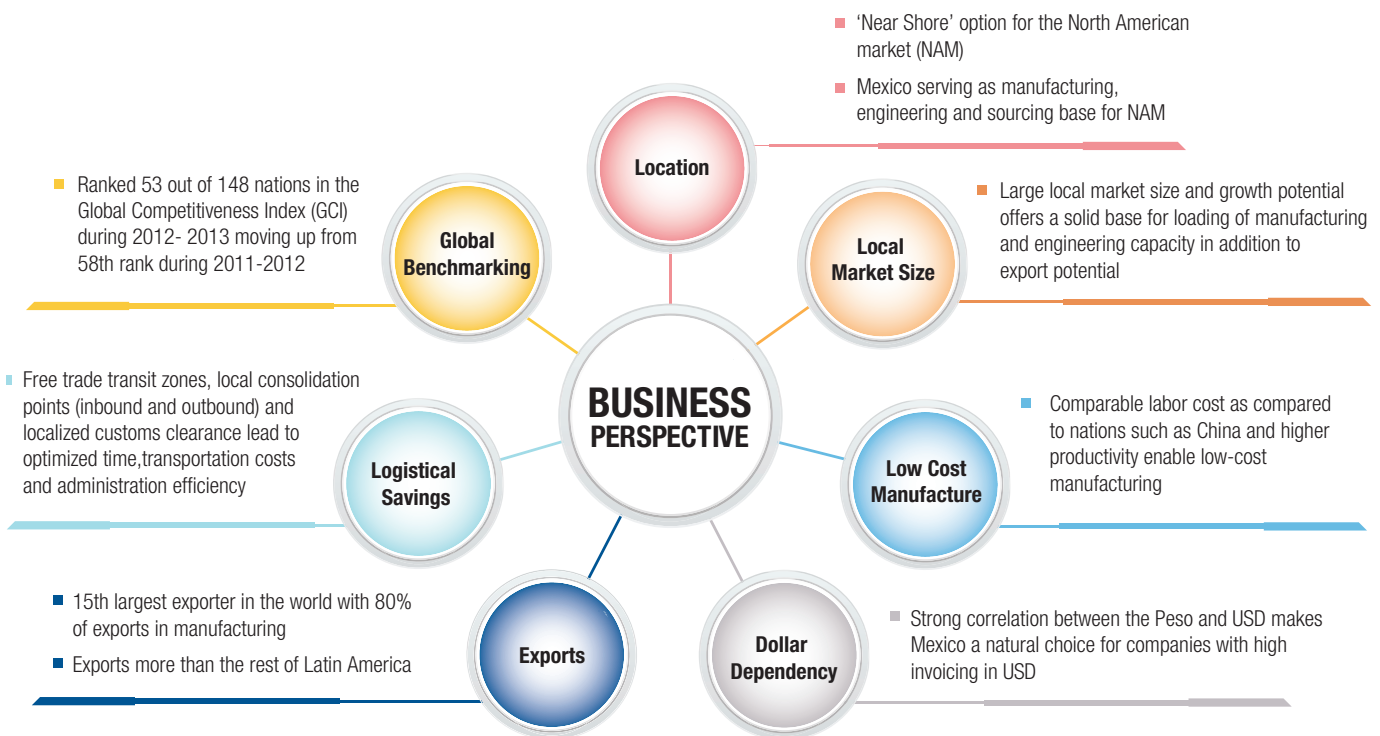 ‘Near Shore’ option for the North American
market (NAM)
Mexico serving as manufacturing,
engineering and sourcing base for NAM
Location
Ranked 53 out of 148 nations in the
Global Competitiveness Index (GCI)
during 2012- 2013 moving up from
58th rank during 2011-2012
Global
Benchmarking
Local
Market Size
Large local market size and growth potential
offers a solid base for loading of manufacturing
and engineering capacity in addition to
export potential
BUSINESS
PERSPECTIVE
Free trade transit zones, local consolidation
points (inbound and outbound) and
localized customs clearance lead to
optimized time,transportation costs
and administration efficiency
Logistical
Savings
Low Cost
Manufacture
Comparable labor cost as compared
to nations such as China and higher
productivity enable low-cost
manufacturing
15th largest exporter in the world with 80%
of exports in manufacturing
Exports more than the rest of Latin America
Exports
Dollar
Dependency
Strong correlation between the Peso and USD makes
Mexico a natural choice for companies with high
invoicing in USD